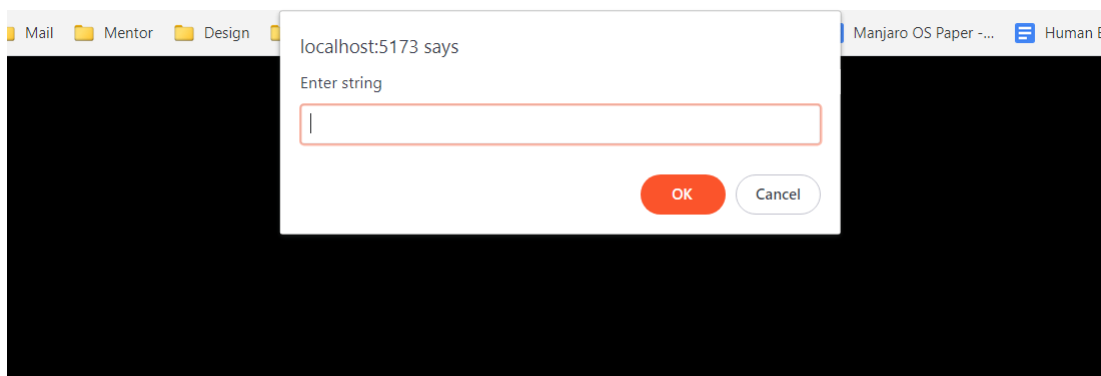 Mail Mentor Design Manjaro OS Paper -... Human
localhost:5173 says
Enter string
OK Cancel